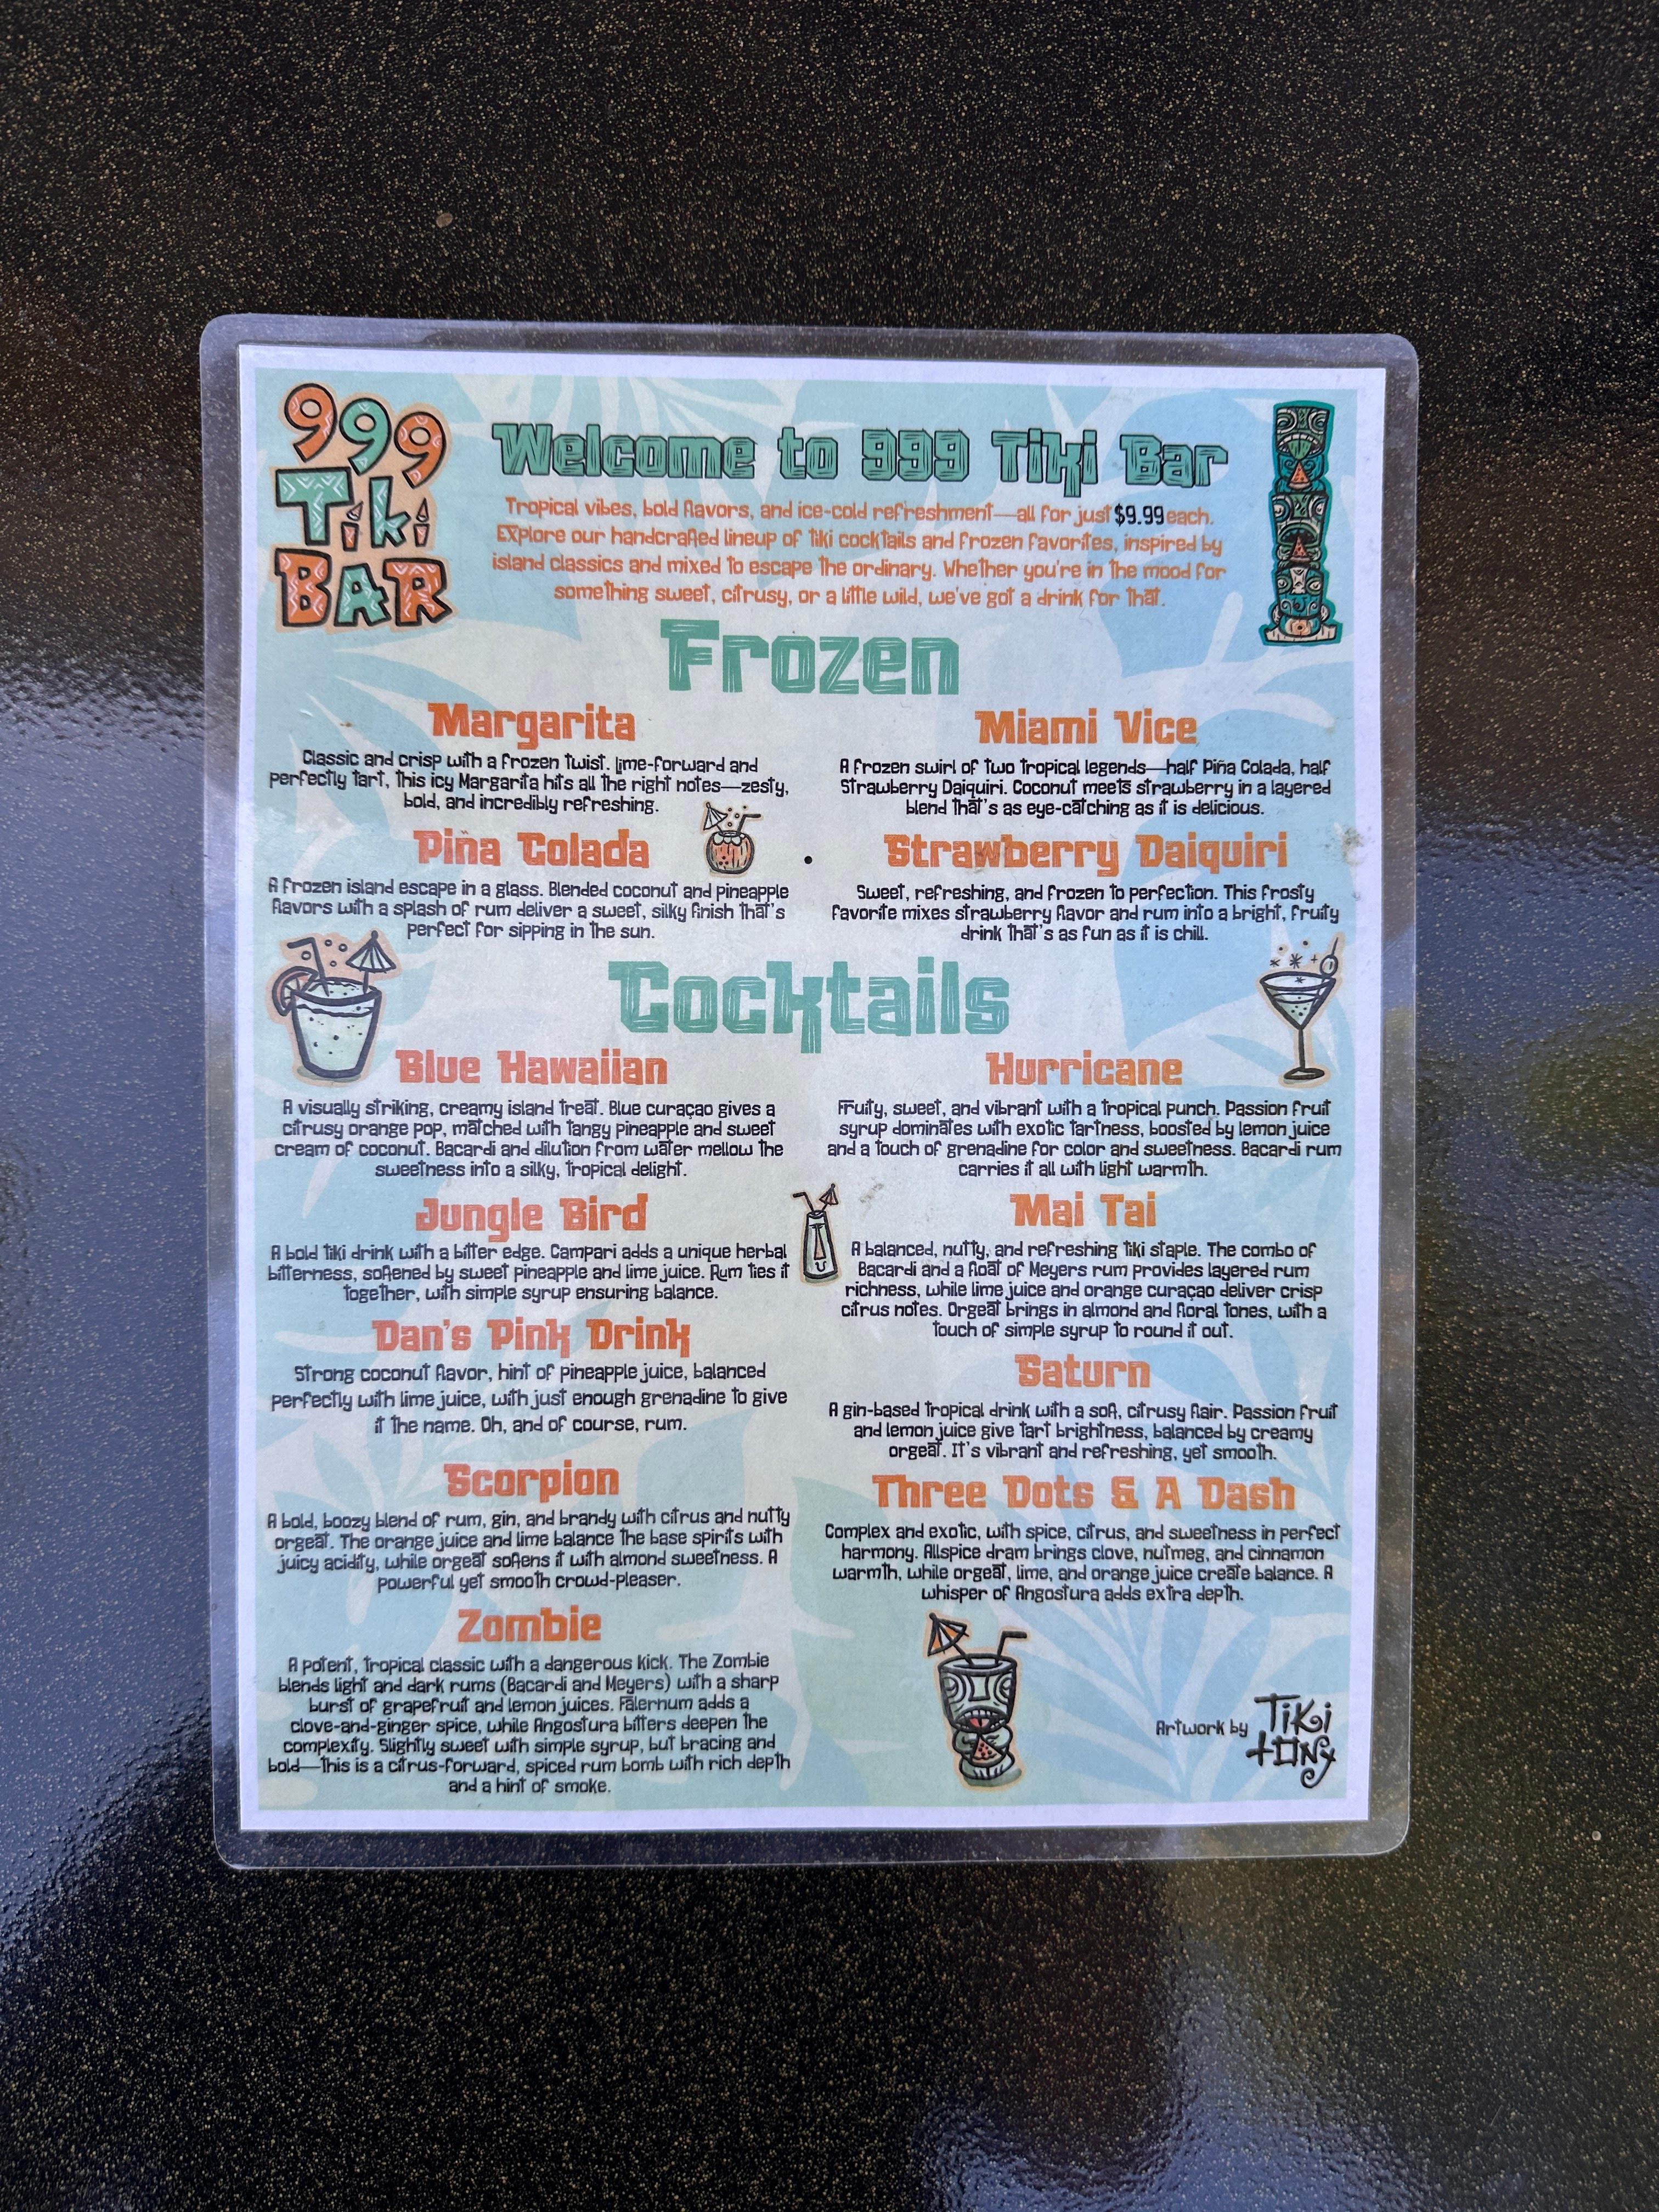 999
Tiki
BAR
Welcome to 999 Tiki Bar
Tropical vibes, bold flavors, and ice-cold refreshment—all for just $9.99 each.
Explore our handcrafted lineup of tiki cocktails and frozen favorites, inspired by
island classics and mixed to escape the ordinary. Whether you're in the mood for
something sweet, citrusy, or a little wild, we've got a drink for that.
Frozen
Margarita
Classic and crisp with a frozen twist. lime-forward and
perfectly tart, this icy Margarita hits all the right notes—zesty,
bold, and incredibly refreshing.
Piña Colada
A frozen island escape in a glass. Blended coconut and pineapple
flavors with a splash of rum deliver a sweet, silky finish that's
perfect for sipping in the sun.
Miami Vice
A frozen swirl of two tropical legends—half Piña Colada, half
Strawberry Daiquiri. Coconut meets strawberry in a layered
blend that's as eye-catching as it is delicious.
Strawberry Daiquiri
Sweet, refreshing, and frozen to perfection. This frosty
favorite mixes strawberry flavor and rum into a bright, fruity
drink that's as fun as it is chill.
Cocktails
Blue Hawaiian
A visually striking, creamy island treat. Blue curaçao gives a
citrusy orange pop, matched with tangy pineapple and sweet
cream of coconut. Bacardi and dilution from water mellow the
sweetness into a silky, tropical delight.
Jungle Bird
A bold tiki drink with a bitter edge. Campari adds a unique herbal
bitterness, softened by sweet pineapple and lime juice. Rum ties it
together, with simple syrup ensuring balance.
Dan's Pink Drink
Strong coconut flavor, hint of pineapple juice, balanced
perfectly with lime juice, with just enough grenadine to give
it the name. Oh, and of course, rum.
Scorpion
A bold, boozy blend of rum, gin, and brandy with citrus and nutty
orgeat. The orange juice and lime balance the base spirits with
juicy acidity, while orgeat softens it with almond sweetness. A
powerful yet smooth crowd-pleaser.
Zombie
A potent, tropical classic with a dangerous kick. The Zombie
blends light and dark rums (Bacardi and Meyers) with a sharp
burst of grapefruit and lemon juices. Falernum adds a
clove-and-ginger spice, while Angostura bitters deepen the
complexity. Slightly sweet with simple syrup, but bracing and
bold—this is a citrus-forward, spiced rum bomb with rich depth
and a hint of smoke.
Hurricane
Fruity, sweet, and vibrant with a tropical punch. Passion fruit
syrup dominates with exotic tartness, boosted by lemon juice
and a touch of grenadine for color and sweetness. Bacardi rum
carries it all with light warmth.
Mai Tai
A balanced, nutty, and refreshing tiki staple. The combo of
Bacardi and a float of Meyers rum provides layered rum
richness, while lime juice and orange curaçao deliver crisp
citrus notes. Orgeat brings in almond and floral tones, with a
touch of simple syrup to round it out.
Saturn
A gin-based tropical drink with a soft, citrusy flair. Passion fruit
and lemon juice give tart brightness, balanced by creamy
orgeat. It's vibrant and refreshing, yet smooth.
Three Dots & A Dash
Complex and exotic, with spice, citrus, and sweetness in perfect
harmony. Allspice dram brings clove, nutmeg, and cinnamon
warmth, while orgeat, lime, and orange juice create balance. A
whisper of Angostura adds extra depth.
Artwork by Tiki
tony